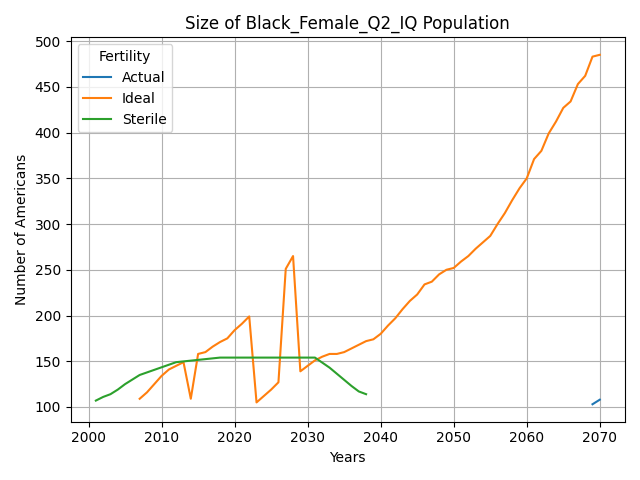 Size of Black_Female_Q2_IQ Population
Fertility
Actual
Ideal
Sterile
Number of Americans
500
450
400
350
300
250
200
150
100
2000 2010 2020 2030 2040 2050 2060 2070
Years